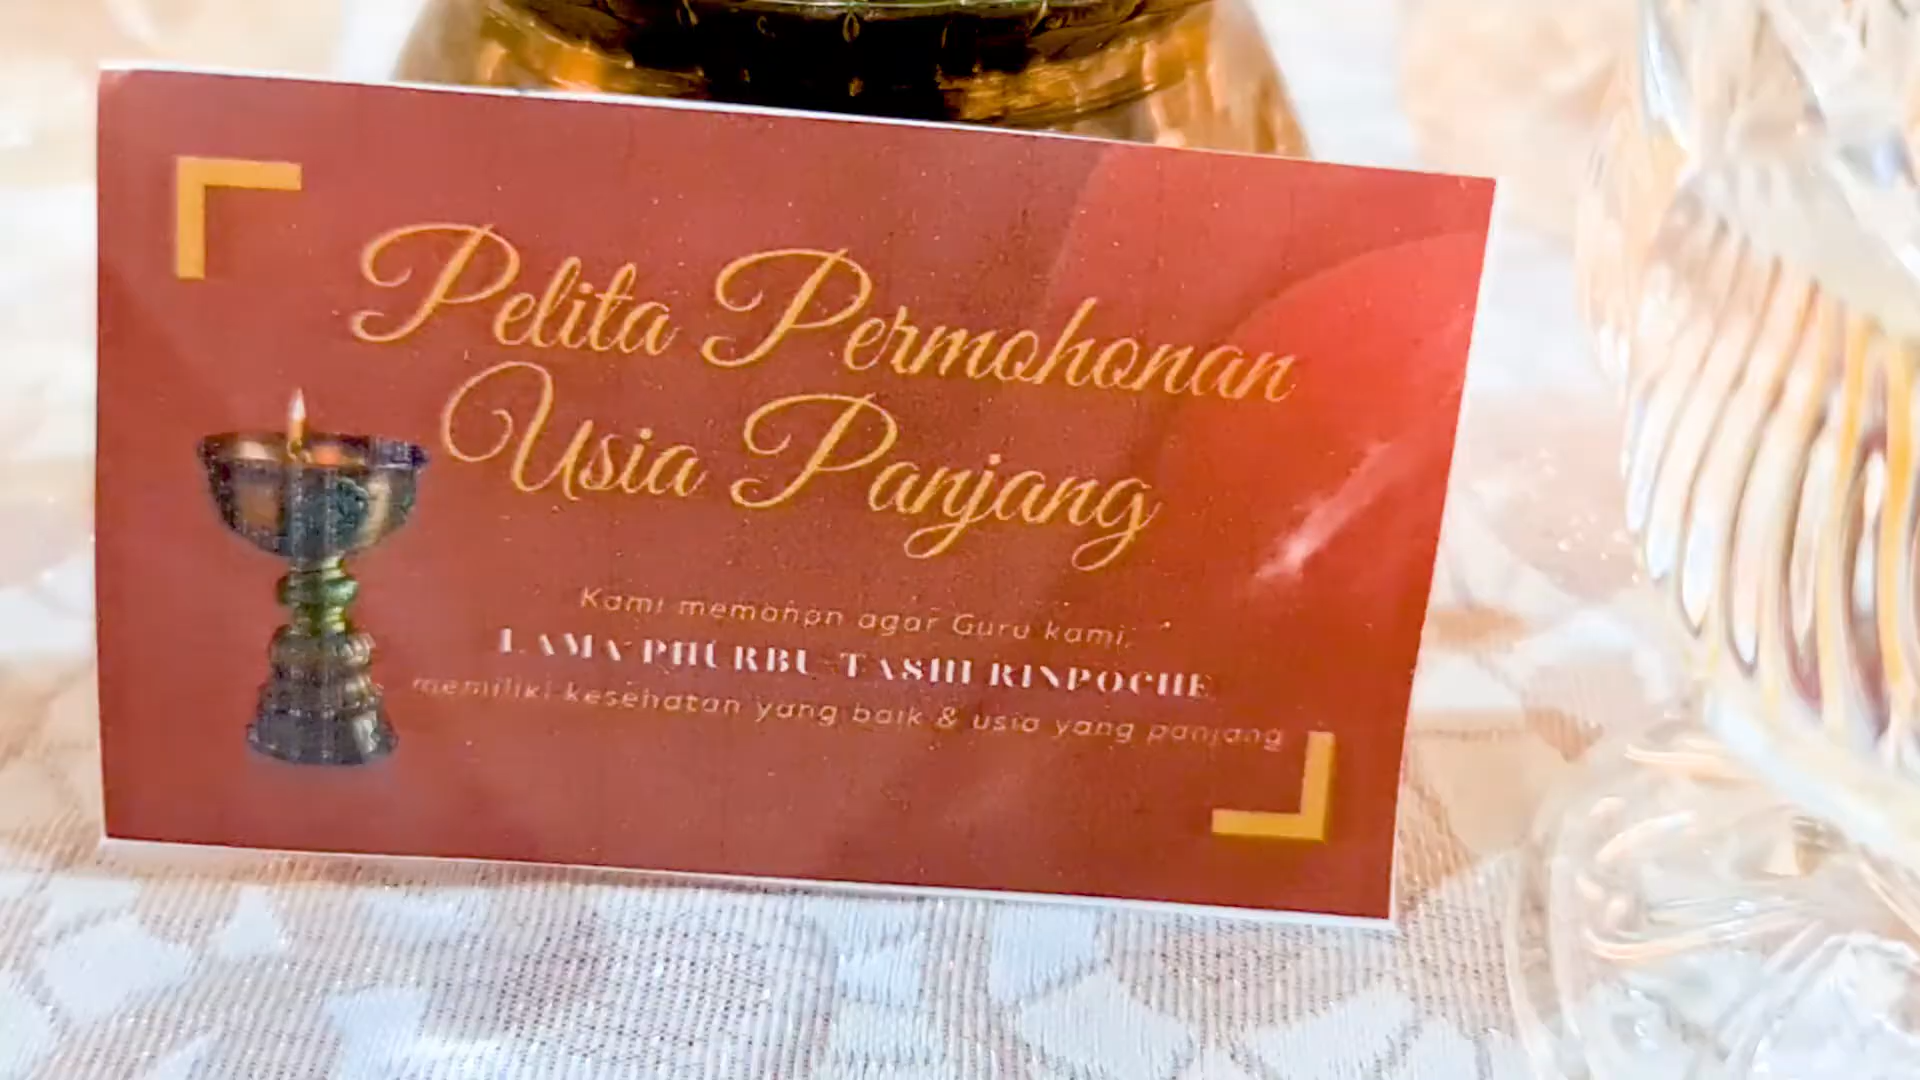 Pelita Permohonan
Usia Panjang
Kami memohon agar Guru kami,
LAMA PHURBU TASHI RINPOCHE
memiliki kesehatan yang baik & usia yang panjang